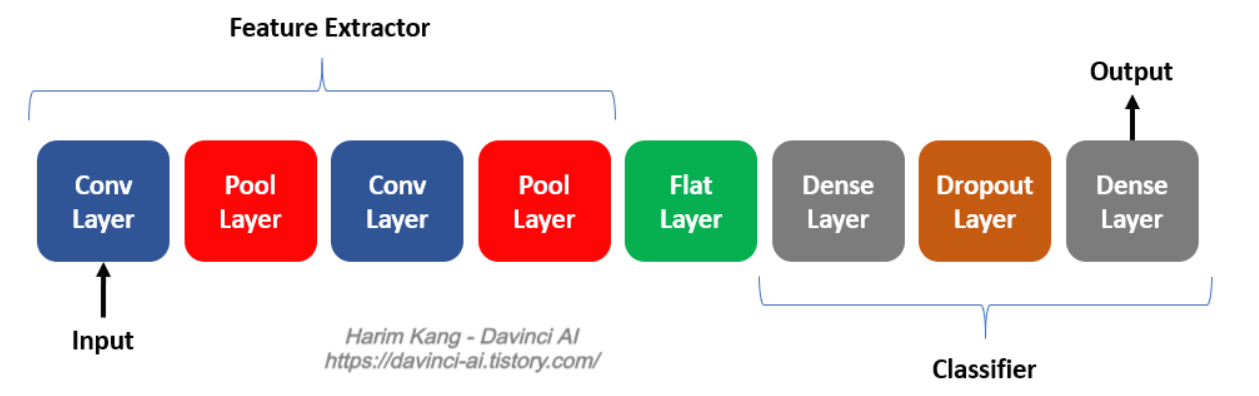 Feature Extractor
Output
Conv
Layer
Pool
Layer
Conv
Layer
Pool
Layer
Flat
Layer
Dense
Layer
Dropout
Layer
Dense
Layer
Input
Harim Kang - Davinci AI
https://davinci-ai.tistory.com/
Classifier